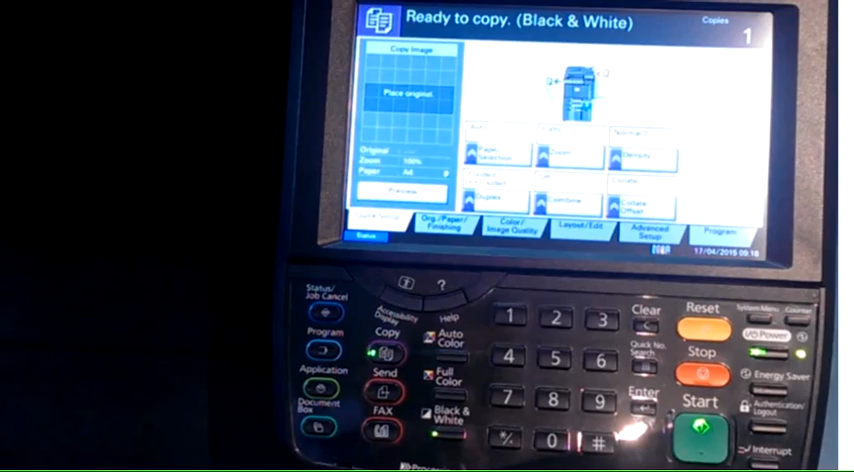 Ready to copy. (Black & White)
Copies
1
Copy Image
Place original.
Original
Zoom 100%
Paper A4
Preview
Paper
Selection
Zoom
Density
Duplex
Combine
Collate
Offset
Org./Paper/
Finishing
Color/
Image Quality
Layout/Edit
Advanced
Setup
Program
Status
17/04/2015 09:18
Status/
Job Cancel
Program
Application
Document
Box
Accessibility
Display
?
Help
Copy
Send
FAX
Auto
Color
Full
Color
Black &
White
1 2 3
4 5 6
7 8 9
*/. 0 #
Clear
Quick No.
Search
Enter
Reset
Stop
Start
System Menu
Counter
Power
Energy Saver
Authentication/
Logout
Interrupt